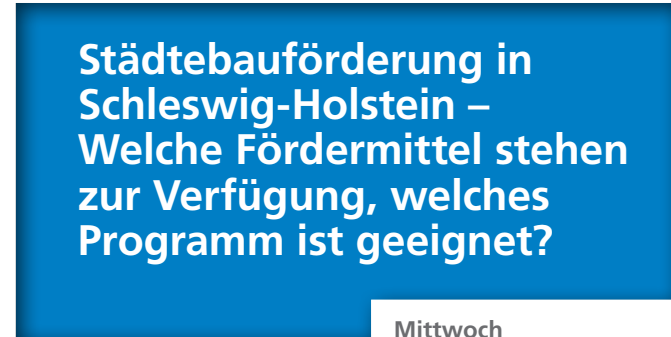 Städtebauförderung in
Schleswig-Holstein –
Welche Fördermittel stehen
zur Verfügung, welches
Programm ist geeignet?
Mittwoch